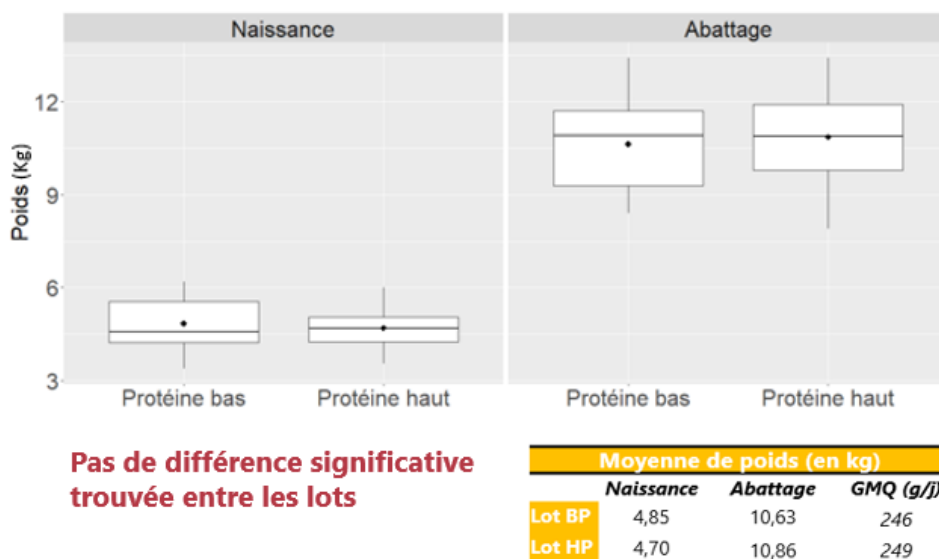 Naissance Abattage
Poids (Kg)
12
9
6
3
Protéine bas Protéine haut Protéine bas Protéine haut
Pas de différence significative
trouvée entre les lots
Moyenne de poids (en kg)
Naissance Abattage GMQ (g/j)
Lot BP 4,85 10,63 246
Lot HP 4,70 10,86 249